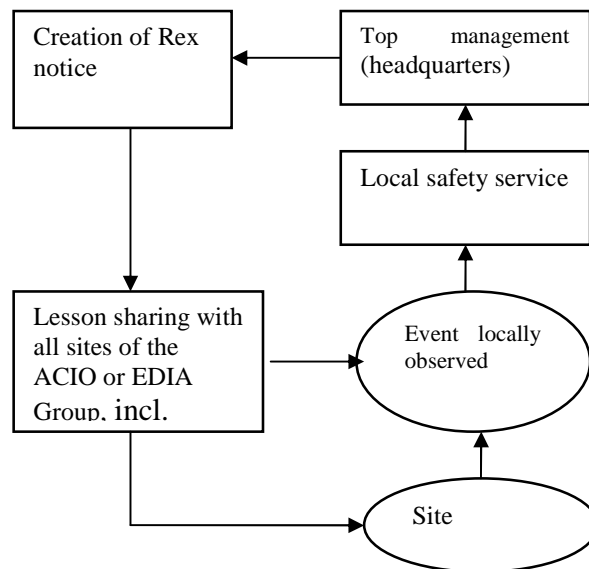 Creation of Rex
notice
Top management
(headquarters)
Local safety service
Lesson sharing with
all sites of the
ACIO or EDIA
Group, incl.
Event locally
observed
Site